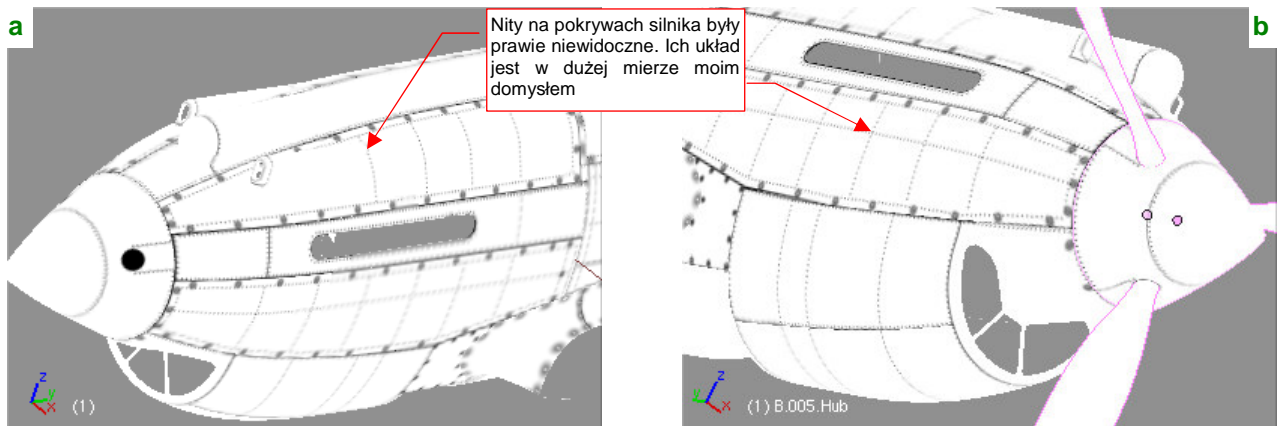 a
Nity na pokrywach silnika były
prawie niewidoczne. Ich układ
jest w dużej mierze moim
domysłem
b
z
y
x
(1)
z
y
x
(1) B.005.Hub